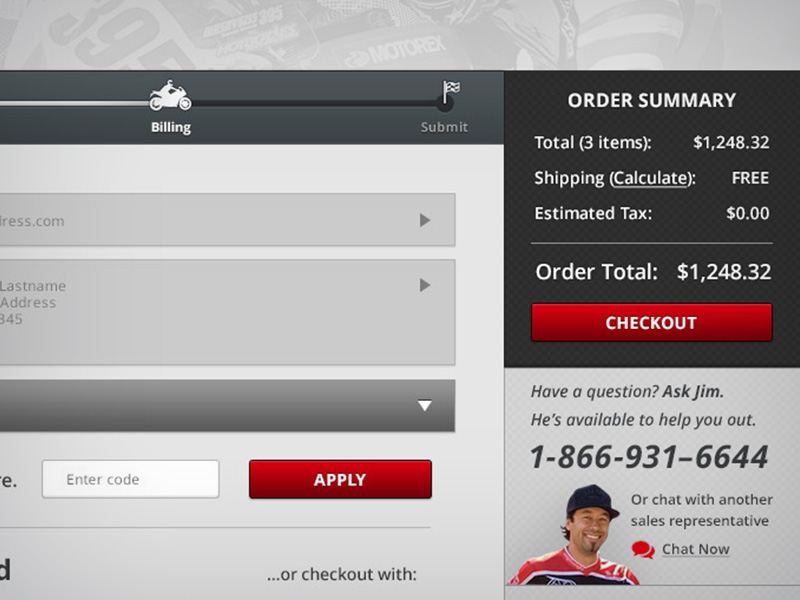 MOTOREX
Billing
Submit
dress.com
Lastname
Address
345
re.
Enter code
APPLY
d
...or checkout with:
ORDER SUMMARY
Total (3 items): $1,248.32
Shipping (Calculate): FREE
Estimated Tax: $0.00
Order Total: $1,248.32
CHECKOUT
Have a question? Ask Jim.
He's available to help you out.
1-866-931-6644
Or chat with another
sales representative
Chat Now